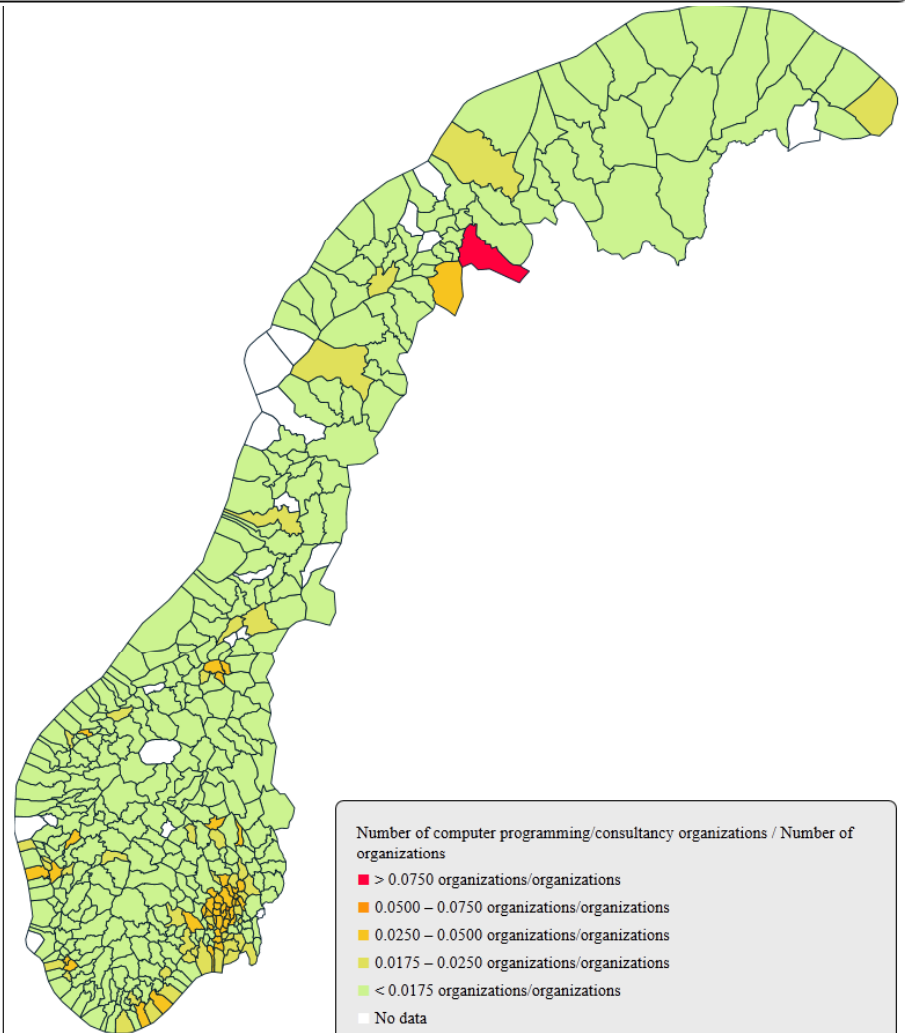 Number of computer programming/consultancy organizations / Number of
organizations
> 0.0750 organizations/organizations
0.0500 – 0.0750 organizations/organizations
0.0250 – 0.0500 organizations/organizations
0.0175 – 0.0250 organizations/organizations
< 0.0175 organizations/organizations
No data